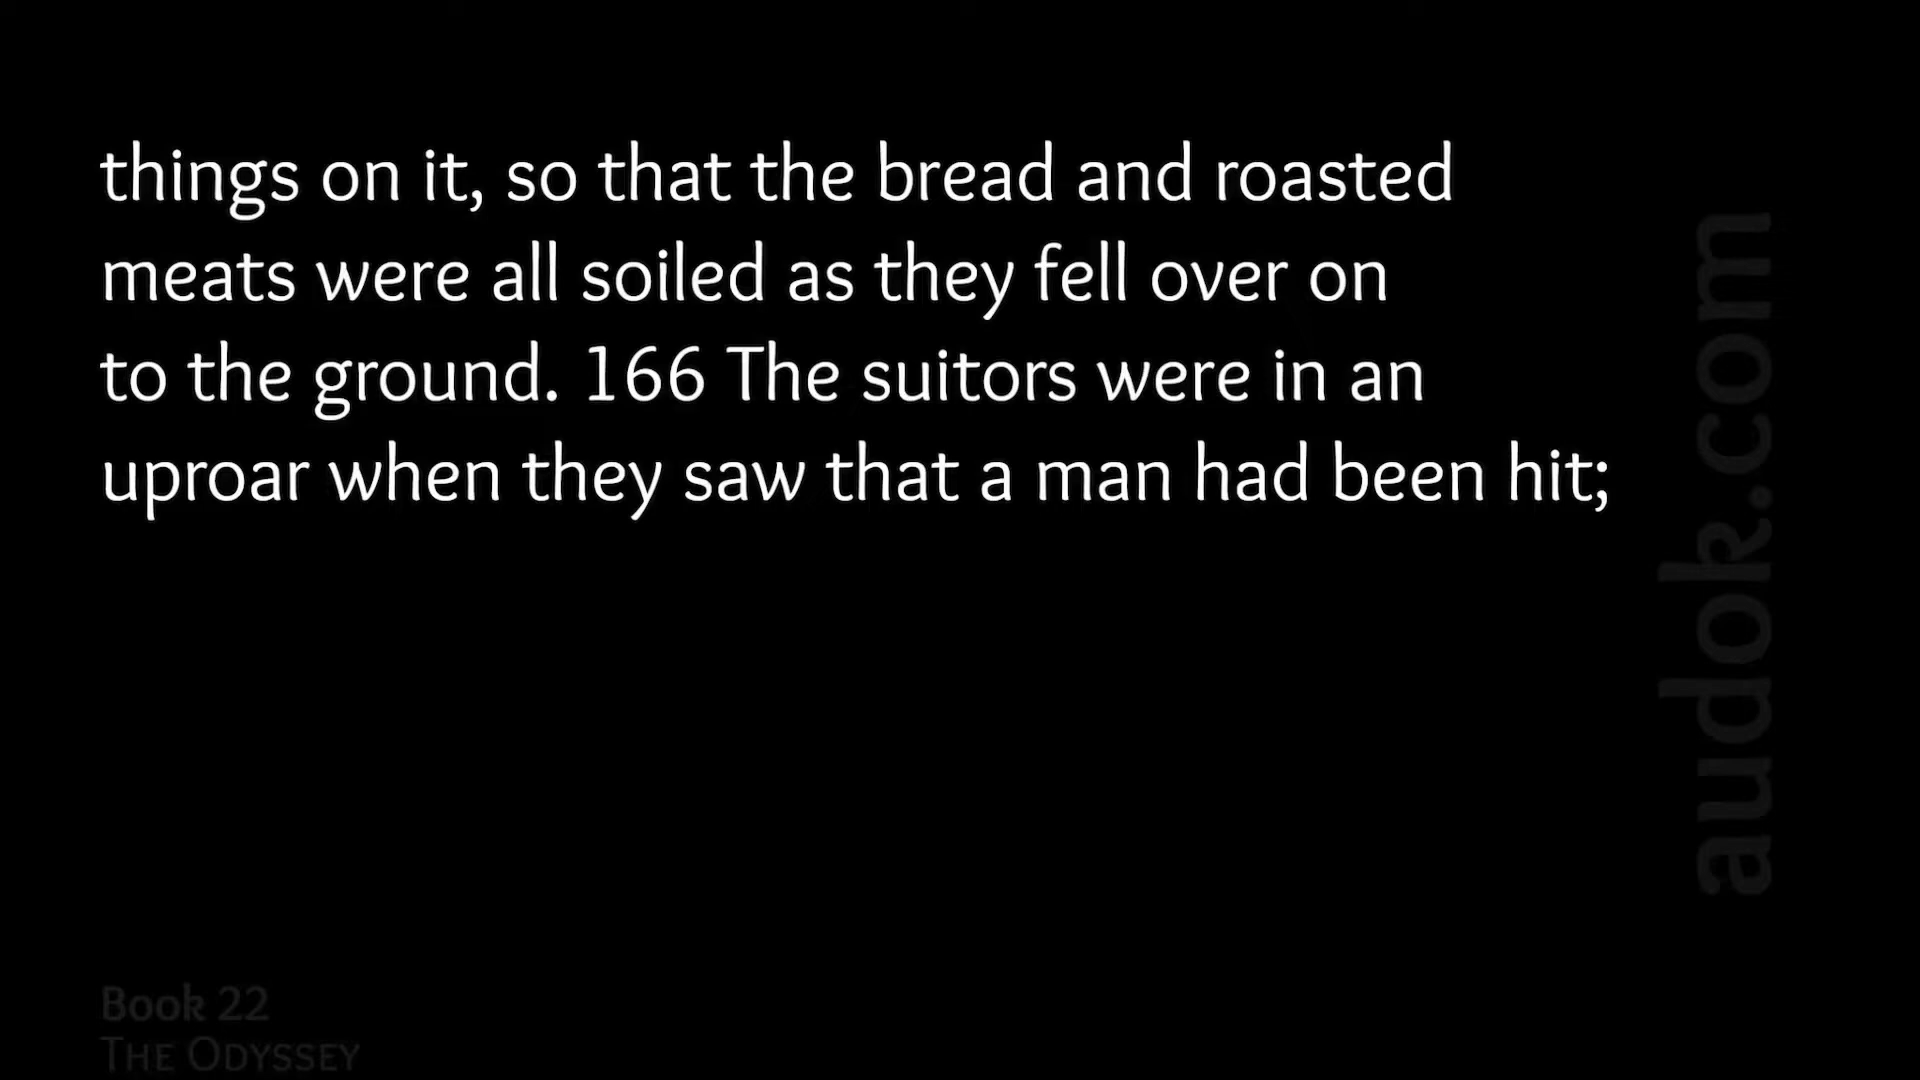 things on it, so that the bread and roasted
meats were all soiled as they fell over on
to the ground. 166 The suitors were in an
uproar when they saw that a man had been hit;
audok.com
Book 22
THE ODYSSEY